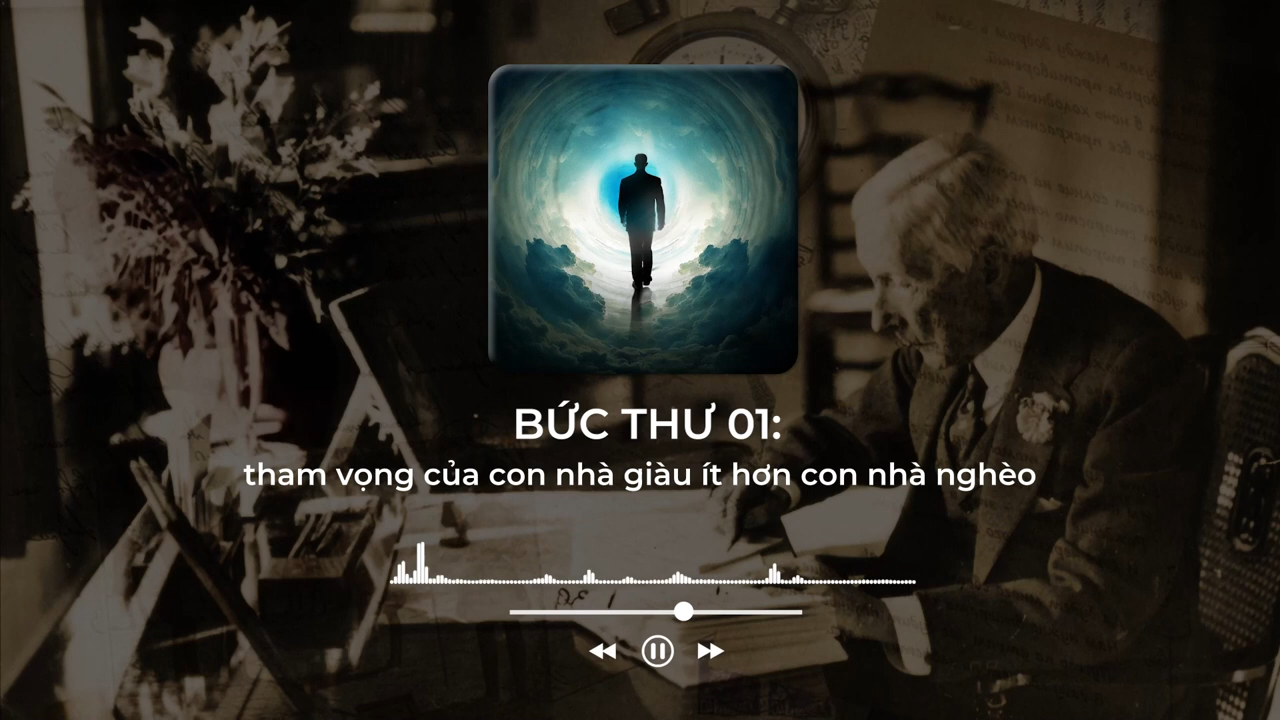 BỨC THƯ 01:
tham vọng của con nhà giàu ít hơn con nhà nghèo